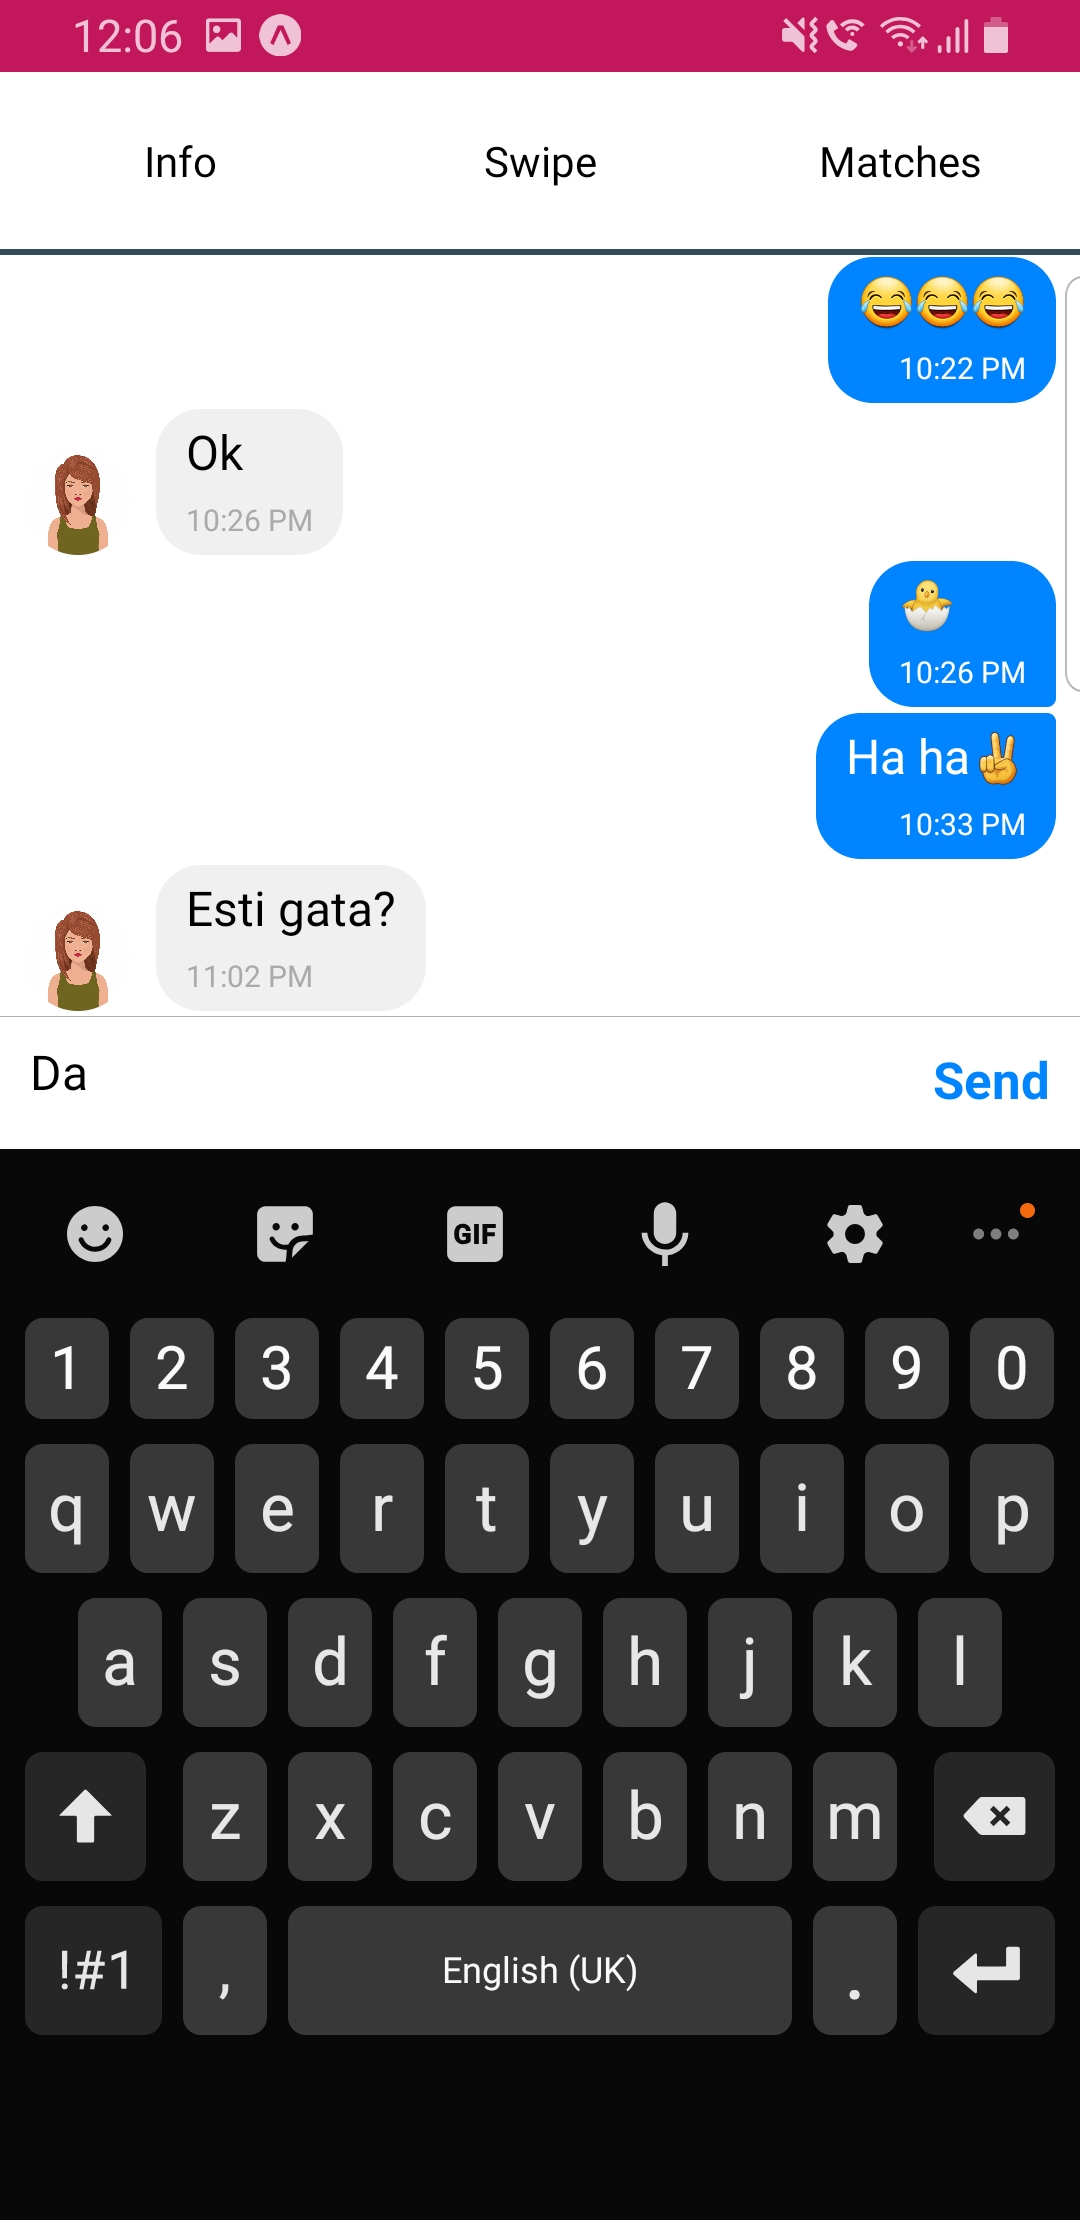 12:06
Info Swipe Matches
😂😂😂
10:22 PM
Ok
10:26 PM
🐣
10:26 PM
Ha ha✌
10:33 PM
Esti gata?
11:02 PM
Da Send
GIF
1 2 3 4 5 6 7 8 9 0
q w e r t y u i o p
a s d f g h j k l
z x c v b n m
!#1 , English (UK) .